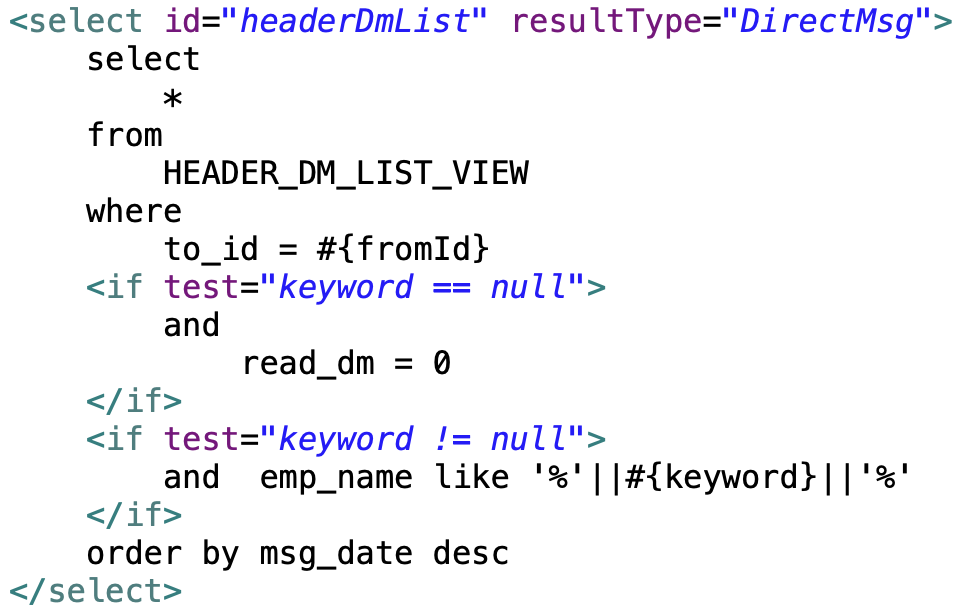 <select id="headerDmList" resultType="DirectMsg">
    select
        *
    from
        HEADER_DM_LIST_VIEW
    where
        to_id = #{fromId}
    <if test="keyword == null">
        and
            read_dm = 0
    </if>
    <if test="keyword != null">
        and  emp_name like '%'||#{keyword}||'%'
    </if>
    order by msg_date desc
</select>